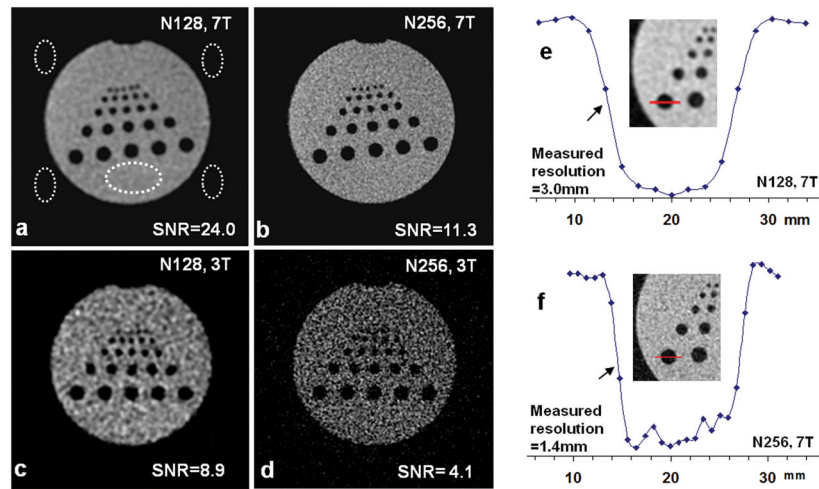 N128, 7T
a
SNR=24.0
N256, 7T
b
SNR=11.3
N128, 3T
c
SNR=8.9
N256, 3T
d
SNR= 4.1
e
Measured
resolution
=3.0mm
N128, 7T
10 20 30 mm
f
Measured
resolution
=1.4mm
N256, 7T
10 20 30 mm